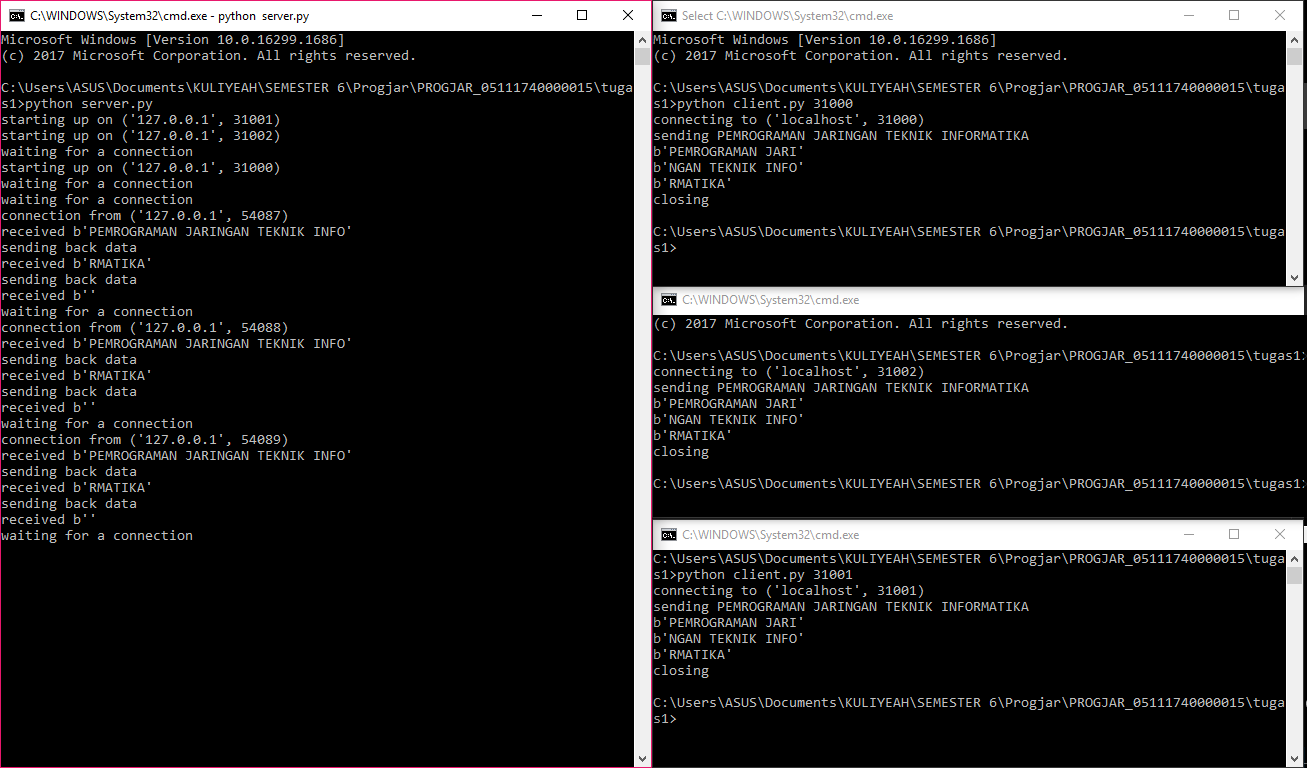 C:\WINDOWS\System32\cmd.exe - python  server.py
Microsoft Windows [Version 10.0.16299.1686]
(c) 2017 Microsoft Corporation. All rights reserved.
C:\Users\ASUS\Documents\KULIYEAH\SEMESTER 6\Progjar\PROGJAR_05111740000015\tuga
s1>python server.py
starting up on ('127.0.0.1', 31001)
starting up on ('127.0.0.1', 31002)
waiting for a connection
starting up on ('127.0.0.1', 31000)
waiting for a connection
waiting for a connection
connection from ('127.0.0.1', 54087)
received b'PEMROGRAMAN JARINGAN TEKNIK INFO'
sending back data
received b'RMATIKA'
sending back data
received b''
waiting for a connection
connection from ('127.0.0.1', 54088)
received b'PEMROGRAMAN JARINGAN TEKNIK INFO'
sending back data
received b'RMATIKA'
sending back data
received b''
waiting for a connection
connection from ('127.0.0.1', 54089)
received b'PEMROGRAMAN JARINGAN TEKNIK INFO'
sending back data
received b'RMATIKA'
sending back data
received b''
waiting for a connection
Select C:\WINDOWS\System32\cmd.exe
Microsoft Windows [Version 10.0.16299.1686]
(c) 2017 Microsoft Corporation. All rights reserved.
C:\Users\ASUS\Documents\KULIYEAH\SEMESTER 6\Progjar\PROGJAR_05111740000015\tuga
s1>python client.py 31000
connecting to ('localhost', 31000)
sending PEMROGRAMAN JARINGAN TEKNIK INFORMATIKA
b'PEMROGRAMAN JARI'
b'NGAN TEKNIK INFO'
b'RMATIKA'
closing
C:\Users\ASUS\Documents\KULIYEAH\SEMESTER 6\Progjar\PROGJAR_05111740000015\tuga
s1>
C:\WINDOWS\System32\cmd.exe
(c) 2017 Microsoft Corporation. All rights reserved.
C:\Users\ASUS\Documents\KULIYEAH\SEMESTER 6\Progjar\PROGJAR_05111740000015\tugas1
connecting to ('localhost', 31002)
sending PEMROGRAMAN JARINGAN TEKNIK INFORMATIKA
b'PEMROGRAMAN JARI'
b'NGAN TEKNIK INFO'
b'RMATIKA'
closing
C:\Users\ASUS\Documents\KULIYEAH\SEMESTER 6\Progjar\PROGJAR_05111740000015\tugas1
C:\WINDOWS\System32\cmd.exe
C:\Users\ASUS\Documents\KULIYEAH\SEMESTER 6\Progjar\PROGJAR_05111740000015\tuga
s1>python client.py 31001
connecting to ('localhost', 31001)
sending PEMROGRAMAN JARINGAN TEKNIK INFORMATIKA
b'PEMROGRAMAN JARI'
b'NGAN TEKNIK INFO'
b'RMATIKA'
closing
C:\Users\ASUS\Documents\KULIYEAH\SEMESTER 6\Progjar\PROGJAR_05111740000015\tuga
s1>